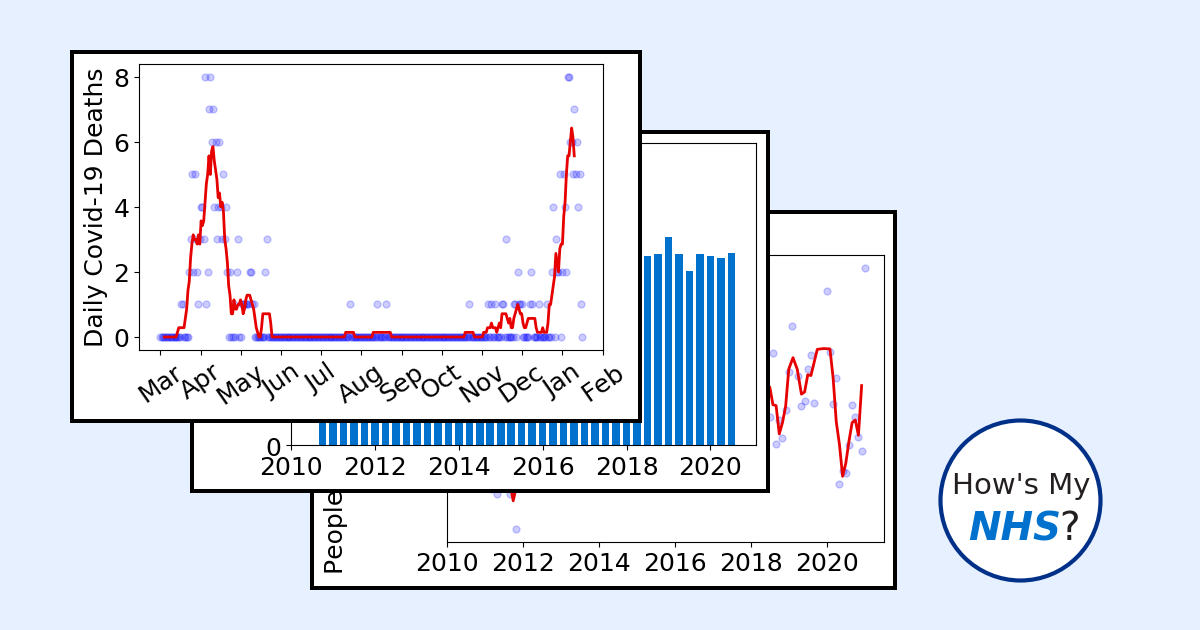 Daily Covid-19 Deaths
8
6
4
2
0
Mar Apr May Jun Jul Aug Sep Oct Nov Dec Jan Feb
0
2010 2012 2014 2016 2018 2020
People
2010 2012 2014 2016 2018 2020
How's My
NHS?